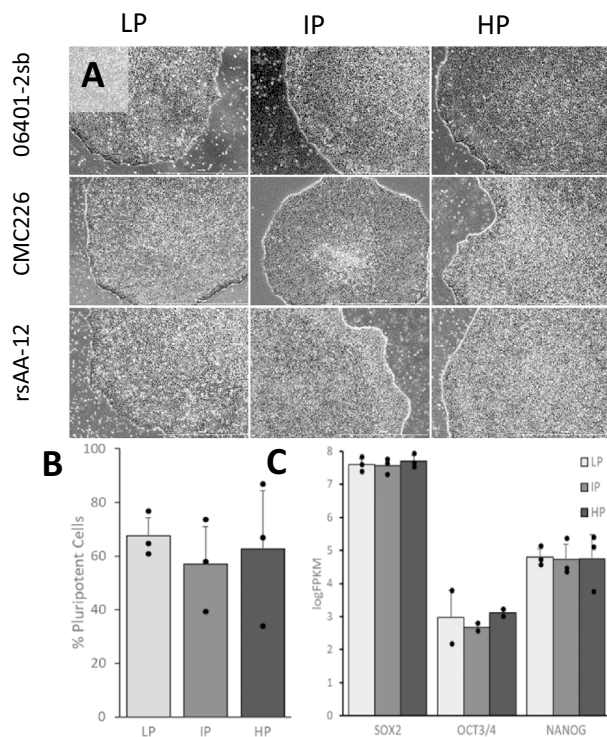 LP IP HP
06401-2sb
A
CMC226
rsAA-12
B
C
100
80
60
40
20
0
% Pluripotent Cells
LP IP HP
8
7
6
5
4
3
2
1
0
logFPKM
LP
IP
HP
SOX2 OCT3/4 NANOG